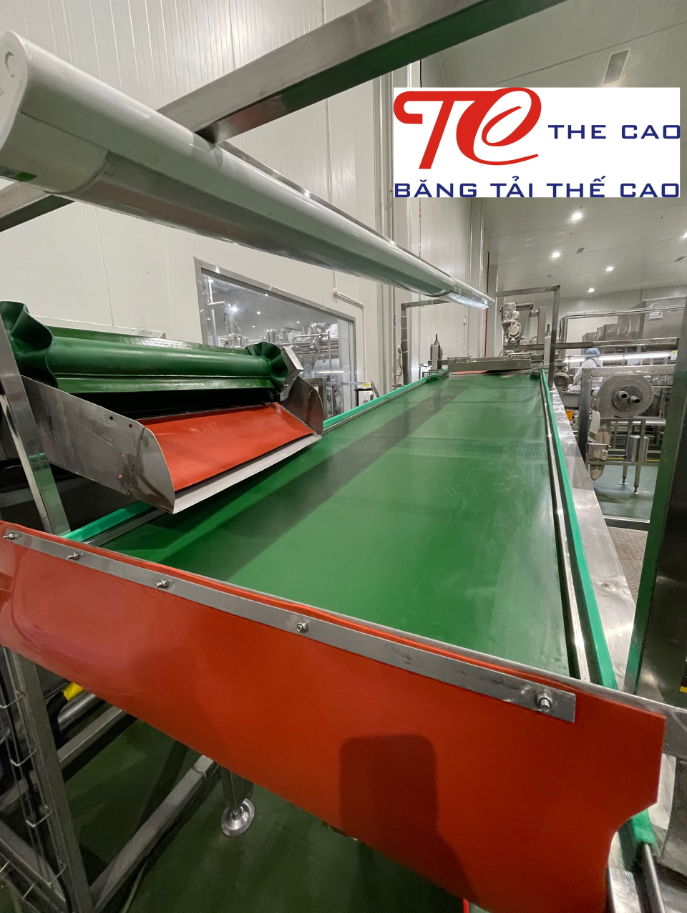 TC THE CAO
BĂNG TẢI THẾ CAO